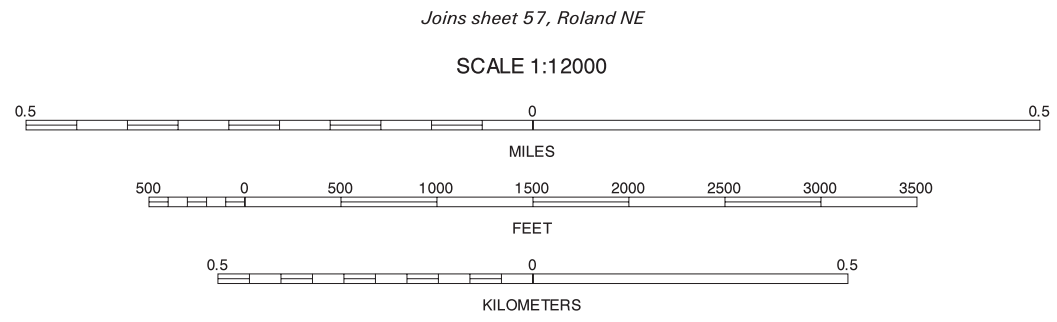 Joins sheet 57, Roland NE
SCALE 1:12000
0.5 0 0.5
MILES
500 0 500 1000 1500 2000 2500 3000 3500
FEET
0.5 0 0.5
KILOMETERS